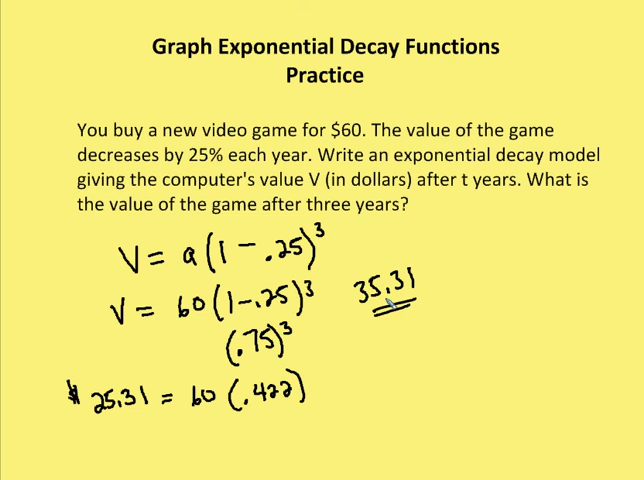 Graph Exponential Decay Functions
Practice
You buy a new video game for $60. The value of the game
decreases by 25% each year. Write an exponential decay model
giving the computer's value V (in dollars) after t years. What is
the value of the game after three years?
V = a(1 - .25)³
V = 60(1-.25)³ 35.31
(.75)³
$25.31 = 60 (.422)